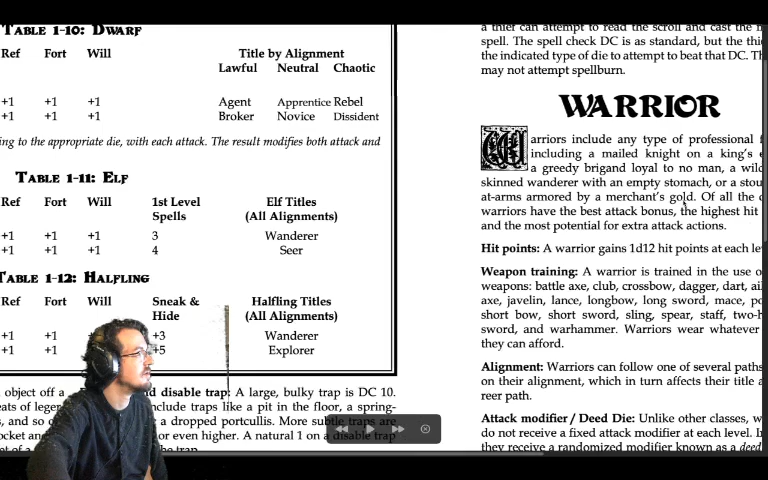 TABLE 1-10: DWARF
Ref Fort Will Title by Alignment
Lawful Neutral Chaotic
+1 +1 +1 Agent Apprentice Rebel
+1 +1 +1 Broker Novice Dissident
ing to the appropriate die, with each attack. The result modifies both attack and
TABLE 1-11: ELF
Ref Fort Will 1st Level Elf Titles
Spells (All Alignments)
+1 +1 +1 3 Wanderer
+1 +1 +1 4 Seer
TABLE 1-12: HALFLING
Ref Fort Will Sneak & Halfling Titles
Hide (All Alignments)
+1 +1 +3 Wanderer
+1 +1 +5 Explorer
object off a nd disable trap: A large, bulky trap is DC 10.
eats of include traps like a pit in the floor, a spring-
and so a dropped portcullis. More subtle traps are
or even higher. A natural 1 on a disable trap
the trap.
a thief can attempt to read the scroll and cast the
spell. The spell check DC is as standard, but the
the indicated type of die to attempt to beat that DC.
may not attempt spellburn.
WARRIOR
Warriors include any type of professional
including a mailed knight on a king's
a greedy brigand loyal to no man, a
skinned wanderer with an empty stomach, or a
at-arms armored by a merchant's gold. Of all the
warriors have the best attack bonus, the highest hit
and the most potential for extra attack actions.
Hit points: A warrior gains 1d12 hit points at each
Weapon training: A warrior is trained in the use
weapons: battle axe, club, crossbow, dagger, dart,
axe, javelin, lance, longbow, long sword, mace,
short bow, short sword, sling, spear, staff,
sword, and warhammer. Warriors wear whatever
they can afford.
Alignment: Warriors can follow one of several paths
on their alignment, which in turn affects their title
reer path.
Attack modifier / Deed Die: Unlike other classes,
do not receive a fixed attack modifier at each level.
they receive a randomized modifier known as a deed